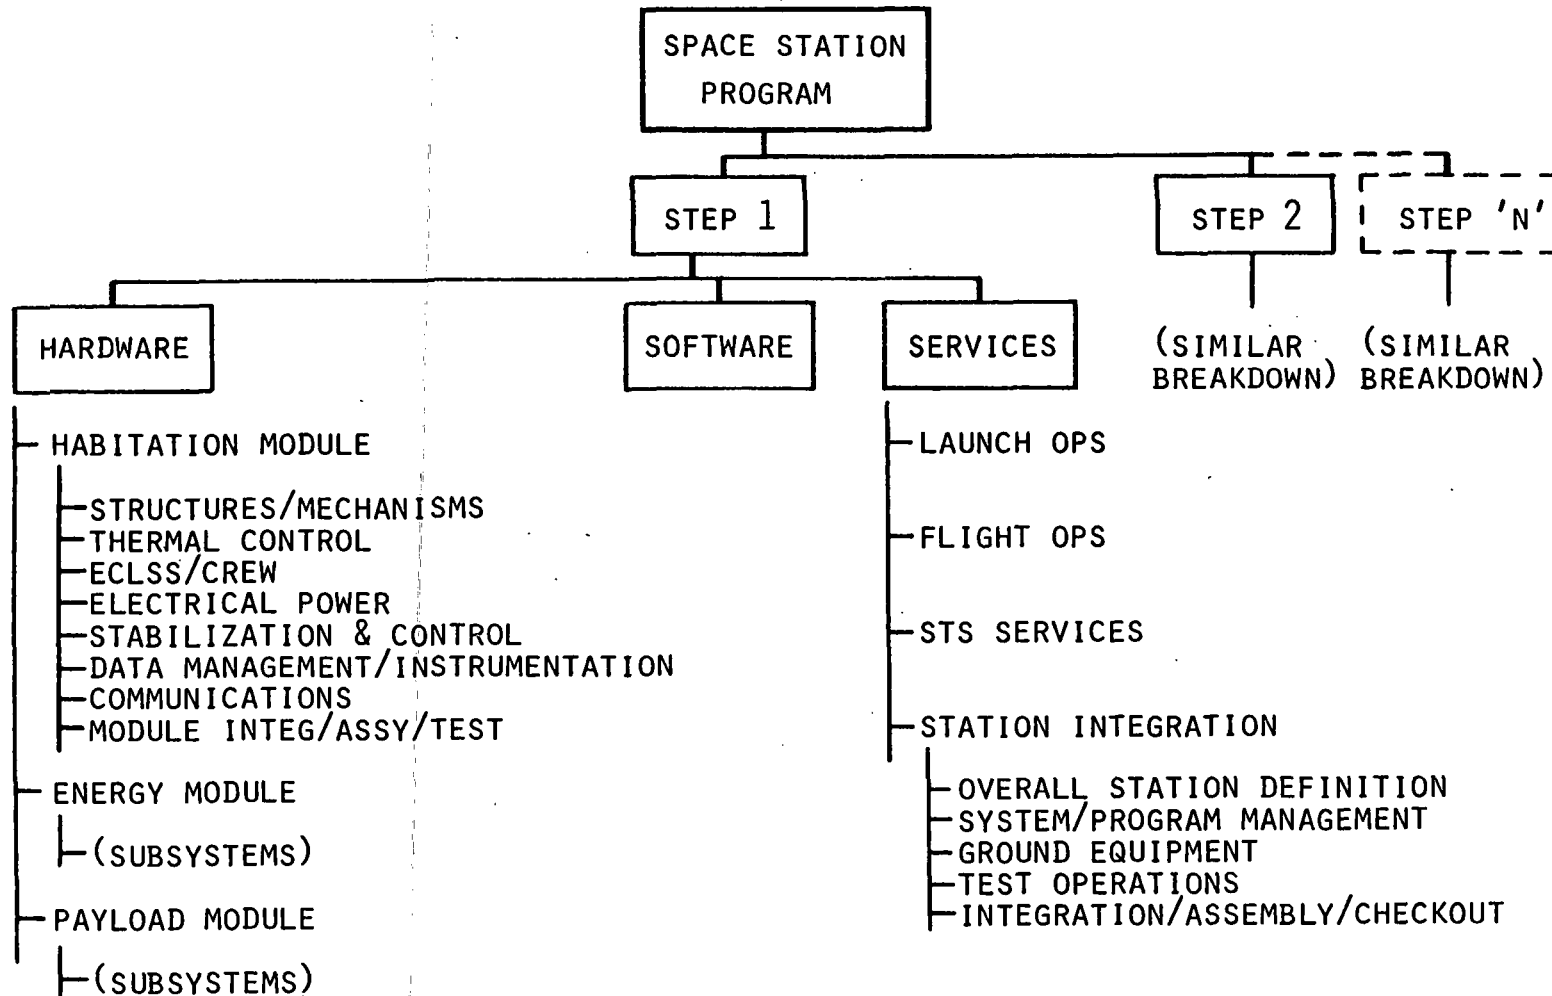 SPACE STATION
PROGRAM
STEP 1
STEP 2
STEP 'N'
HARDWARE
SOFTWARE
SERVICES
(SIMILAR
BREAKDOWN)
(SIMILAR
BREAKDOWN)
HABITATION MODULE
STRUCTURES/MECHANISMS
THERMAL CONTROL
ECLSS/CREW
ELECTRICAL POWER
STABILIZATION & CONTROL
DATA MANAGEMENT/INSTRUMENTATION
COMMUNICATIONS
MODULE INTEG/ASSY/TEST
ENERGY MODULE
(SUBSYSTEMS)
PAYLOAD MODULE
(SUBSYSTEMS)
LAUNCH OPS
FLIGHT OPS
STS SERVICES
STATION INTEGRATION
OVERALL STATION DEFINITION
SYSTEM/PROGRAM MANAGEMENT
GROUND EQUIPMENT
TEST OPERATIONS
INTEGRATION/ASSEMBLY/CHECKOUT